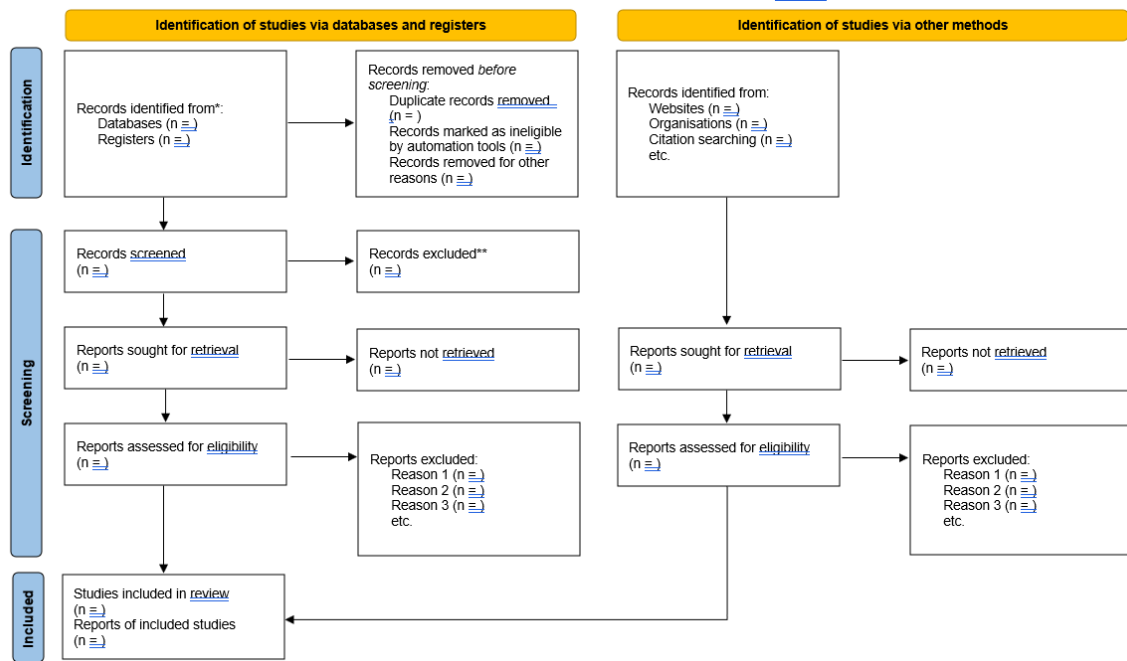 Identification of studies via databases and registers
Identification of studies via other methods
Identification
Records identified from*:
Databases (n = )
Registers (n = )
Records removed before
screening:
Duplicate records removed
(n = )
Records marked as ineligible
by automation tools (n = )
Records removed for other
reasons (n = )
Records identified from:
Websites (n = )
Organisations (n = )
Citation searching (n = )
etc.
Screening
Records screened
(n = )
Records excluded**
(n = )
Reports sought for retrieval
(n = )
Reports not retrieved
(n = )
Reports sought for retrieval
(n = )
Reports not retrieved
(n = )
Reports assessed for eligibility
(n = )
Reports excluded:
Reason 1 (n = )
Reason 2 (n = )
Reason 3 (n = )
etc.
Reports assessed for eligibility
(n = )
Reports excluded:
Reason 1 (n = )
Reason 2 (n = )
Reason 3 (n = )
etc.
Included
Studies included in review
(n = )
Reports of included studies
(n = )